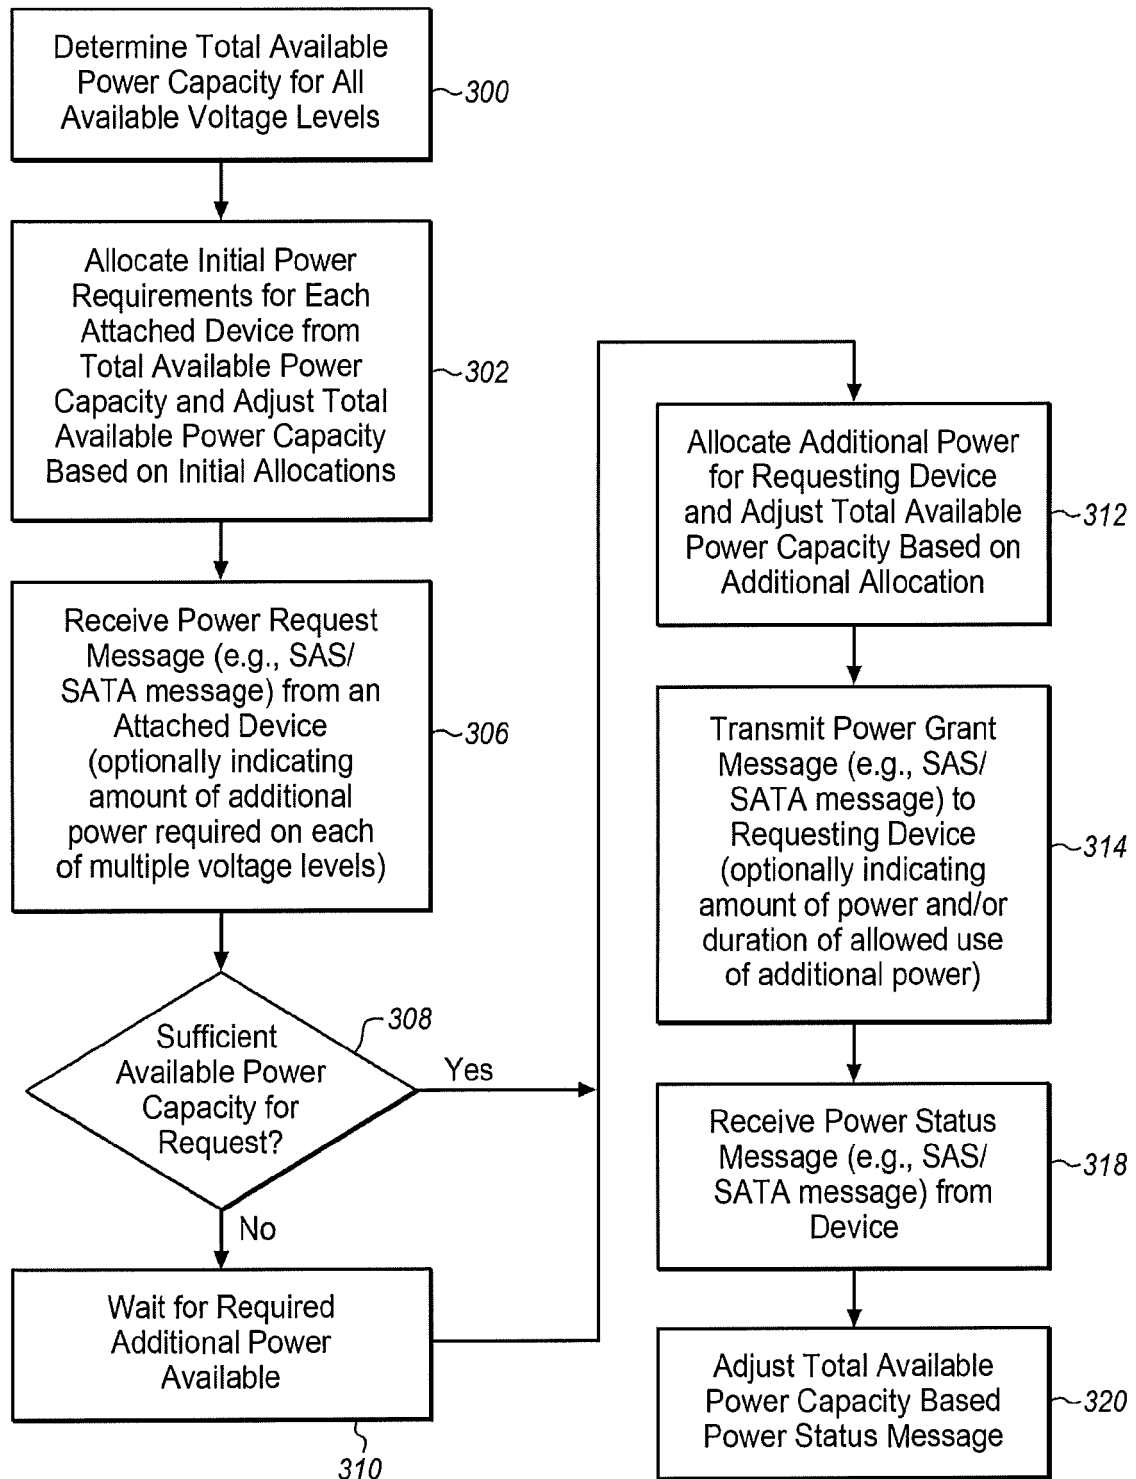 Determine Total Available
Power Capacity for All
Available Voltage Levels
300
Allocate Initial Power
Requirements for Each
Attached Device from
Total Available Power
Capacity and Adjust Total
Available Power Capacity
Based on Initial Allocations
302
Receive Power Request
Message (e.g., SAS/
SATA message) from an
Attached Device
(optionally indicating
amount of additional
power required on each
of multiple voltage levels)
306
Sufficient
Available Power
Capacity for
Request?
308
Yes
No
Wait for Required
Additional Power
Available
310
Allocate Additional Power
for Requesting Device
and Adjust Total Available
Power Capacity Based on
Additional Allocation
312
Transmit Power Grant
Message (e.g., SAS/
SATA message) to
Requesting Device
(optionally indicating
amount of power and/or
duration of allowed use
of additional power)
314
Receive Power Status
Message (e.g., SAS/
SATA message) from
Device
318
Adjust Total Available
Power Capacity Based
Power Status Message
320